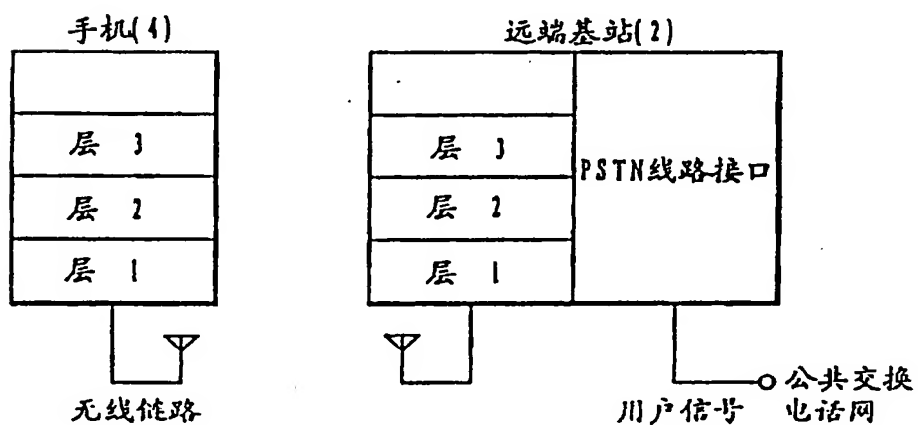 手机(1)
远端基站(2)
层 3
层 2
层 1
层 3
层 2
层 1
PSTN线路接口
无线链路
用户信号
公共交换
电话网